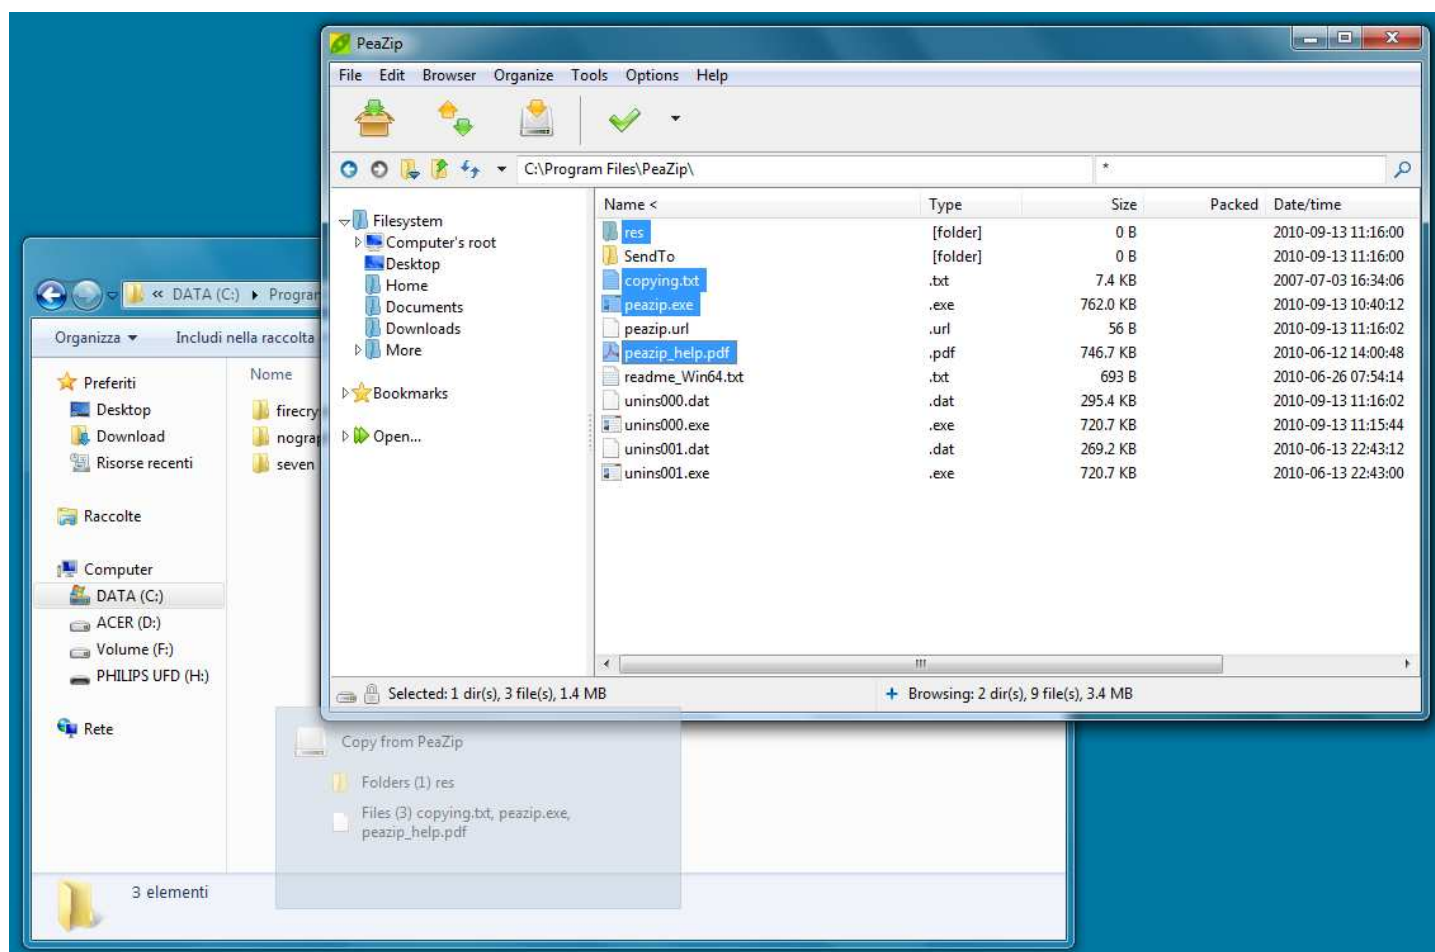 PeaZip
File Edit Browser Organize Tools Options Help
C:\Program Files\PeaZip\ *
Filesystem
Computer's root
Desktop
Home
Documents
Downloads
More
Bookmarks
Open...
Name < Type Size Packed Date/time
res [folder] 0 B 2010-09-13 11:16:00
SendTo [folder] 0 B 2010-09-13 11:16:00
copying.txt .txt 7.4 KB 2007-07-03 16:34:06
peazip.exe .exe 762.0 KB 2010-09-13 10:40:12
peazip.url .url 56 B 2010-09-13 11:16:02
peazip_help.pdf .pdf 746.7 KB 2010-06-12 14:00:48
readme_Win64.txt .txt 693 B 2010-06-26 07:54:14
unins000.dat .dat 295.4 KB 2010-09-13 11:16:02
unins000.exe .exe 720.7 KB 2010-09-13 11:15:44
unins001.dat .dat 269.2 KB 2010-06-13 22:43:12
unins001.exe .exe 720.7 KB 2010-06-13 22:43:00
Selected: 1 dir(s), 3 file(s), 1.4 MB
Browsing: 2 dir(s), 9 file(s), 3.4 MB
« DATA (C:) Progran
Organizza Includi nella raccolta
Preferiti
Desktop
Download
Risorse recenti
Raccolte
Computer
DATA (C:)
ACER (D:)
Volume (F:)
PHILIPS UFD (H:)
Rete
Nome
firecry
nograp
seven
Copy from PeaZip
Folders (1) res
Files (3) copying.txt, peazip.exe,
peazip_help.pdf
3 elementi